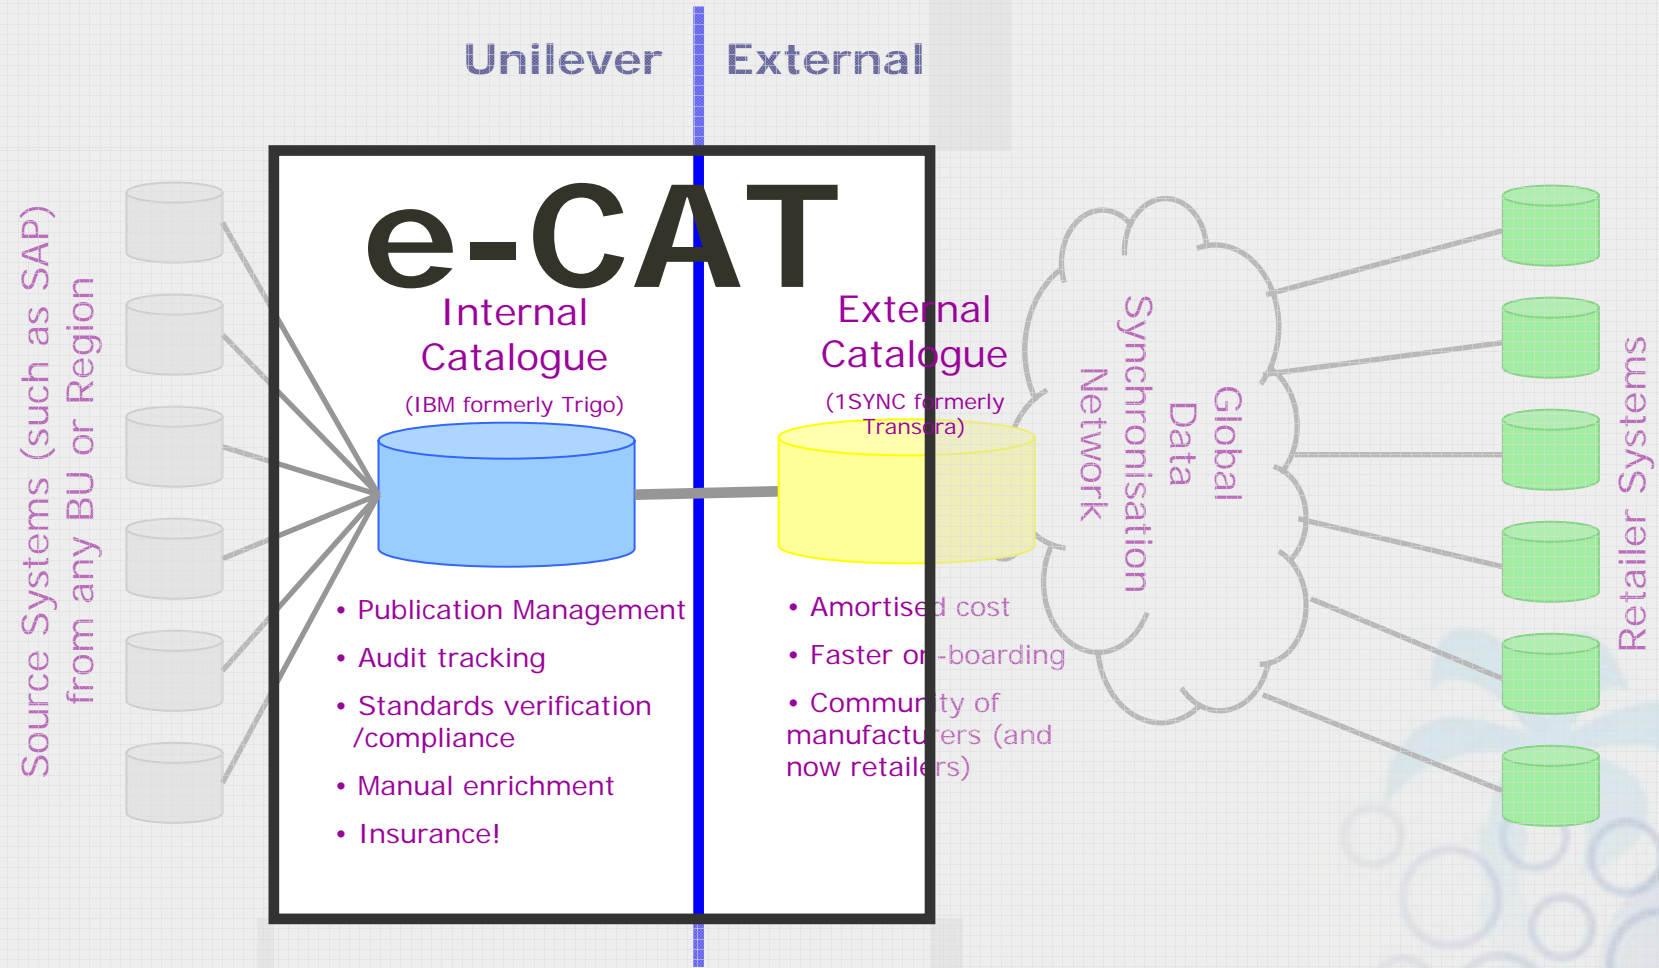 Unilever
External
e-CAT
Source Systems (such as SAP)
from any BU or Region
Internal
Catalogue
(IBM formerly Trigo)
• Publication Management
• Audit tracking
• Standards verification
/compliance
• Manual enrichment
• Insurance!
External
Catalogue
(1SYNC formerly
Transora)
• Amortised cost
• Faster on-boarding
• Community of
manufacturers (and
now retailers)
Global
Data
Synchronisation
Network
Retailer Systems